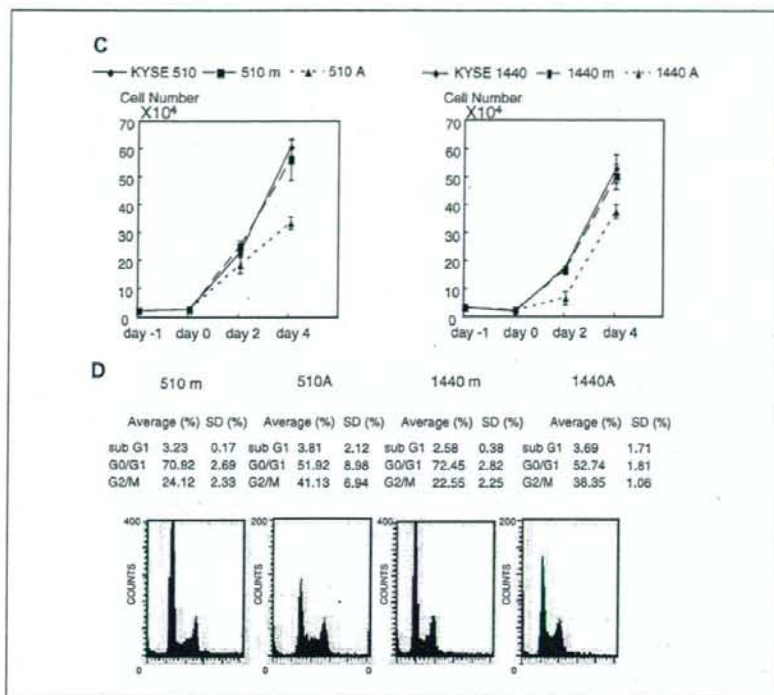 C
KYSE 510 510 m 510 A
Cell Number
X10⁴
70
60
50
40
30
20
10
0
day -1 day 0 day 2 day 4
KYSE 1440 1440 m 1440 A
Cell Number
X10⁴
70
60
50
40
30
20
10
0
day -1 day 0 day 2 day 4
D
510 m 510A 1440 m 1440A
Average (%) SD (%) Average (%) SD (%) Average (%) SD (%) Average (%) SD (%)
sub G1 3.23 0.17 sub G1 3.81 2.12 sub G1 2.58 0.38 sub G1 3.69 1.71
G0/G1 70.92 2.69 G0/G1 51.92 8.98 G0/G1 72.45 2.82 G0/G1 52.74 1.81
G2/M 24.12 2.33 G2/M 41.13 6.94 G2/M 22.55 2.25 G2/M 38.35 1.06
400 200 400 200
COUNTS COUNTS COUNTS COUNTS
0 0 0 0 0